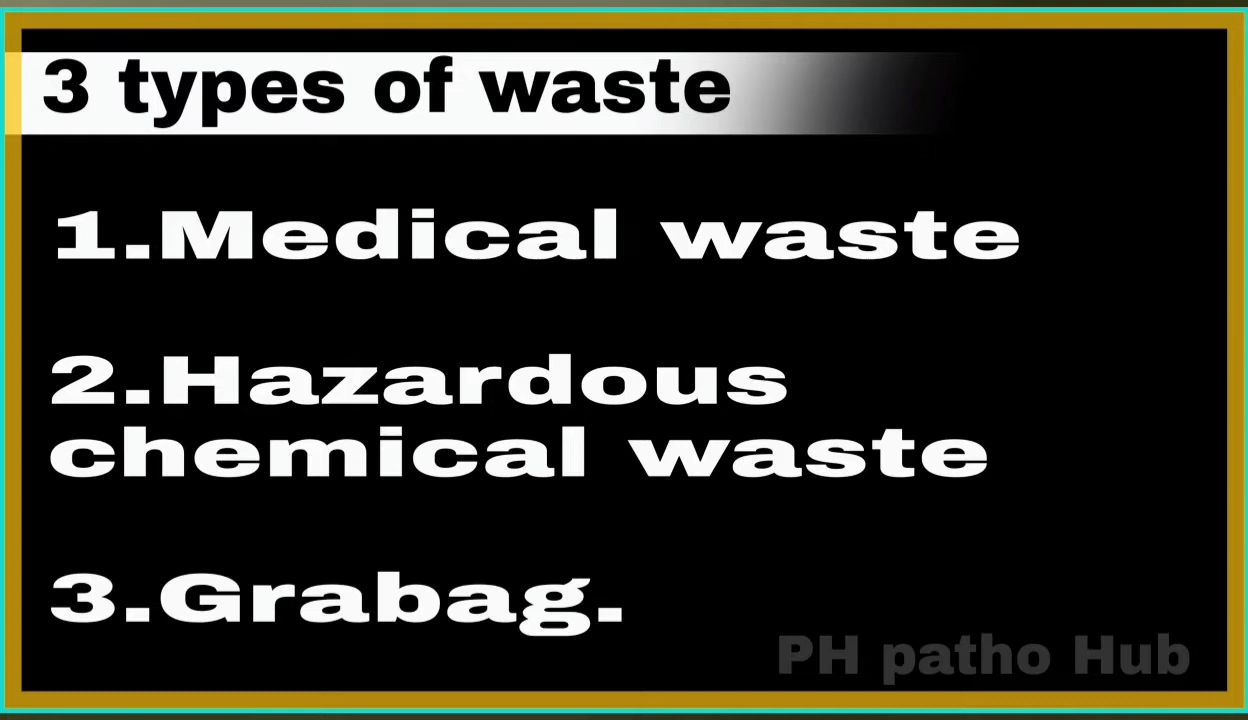 3 types of waste
1.Medical waste
2.Hazardous
chemical waste
3.Grabag.
PH patho Hub